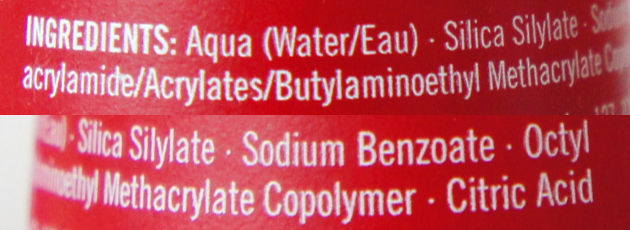 INGREDIENTS: Aqua (Water/Eau) · Silica Silylate ·
acrylamide/Acrylates/Butylaminoethyl Methacrylate
· Silica Silylate · Sodium Benzoate · Octyl
Methacrylate Copolymer · Citric Acid